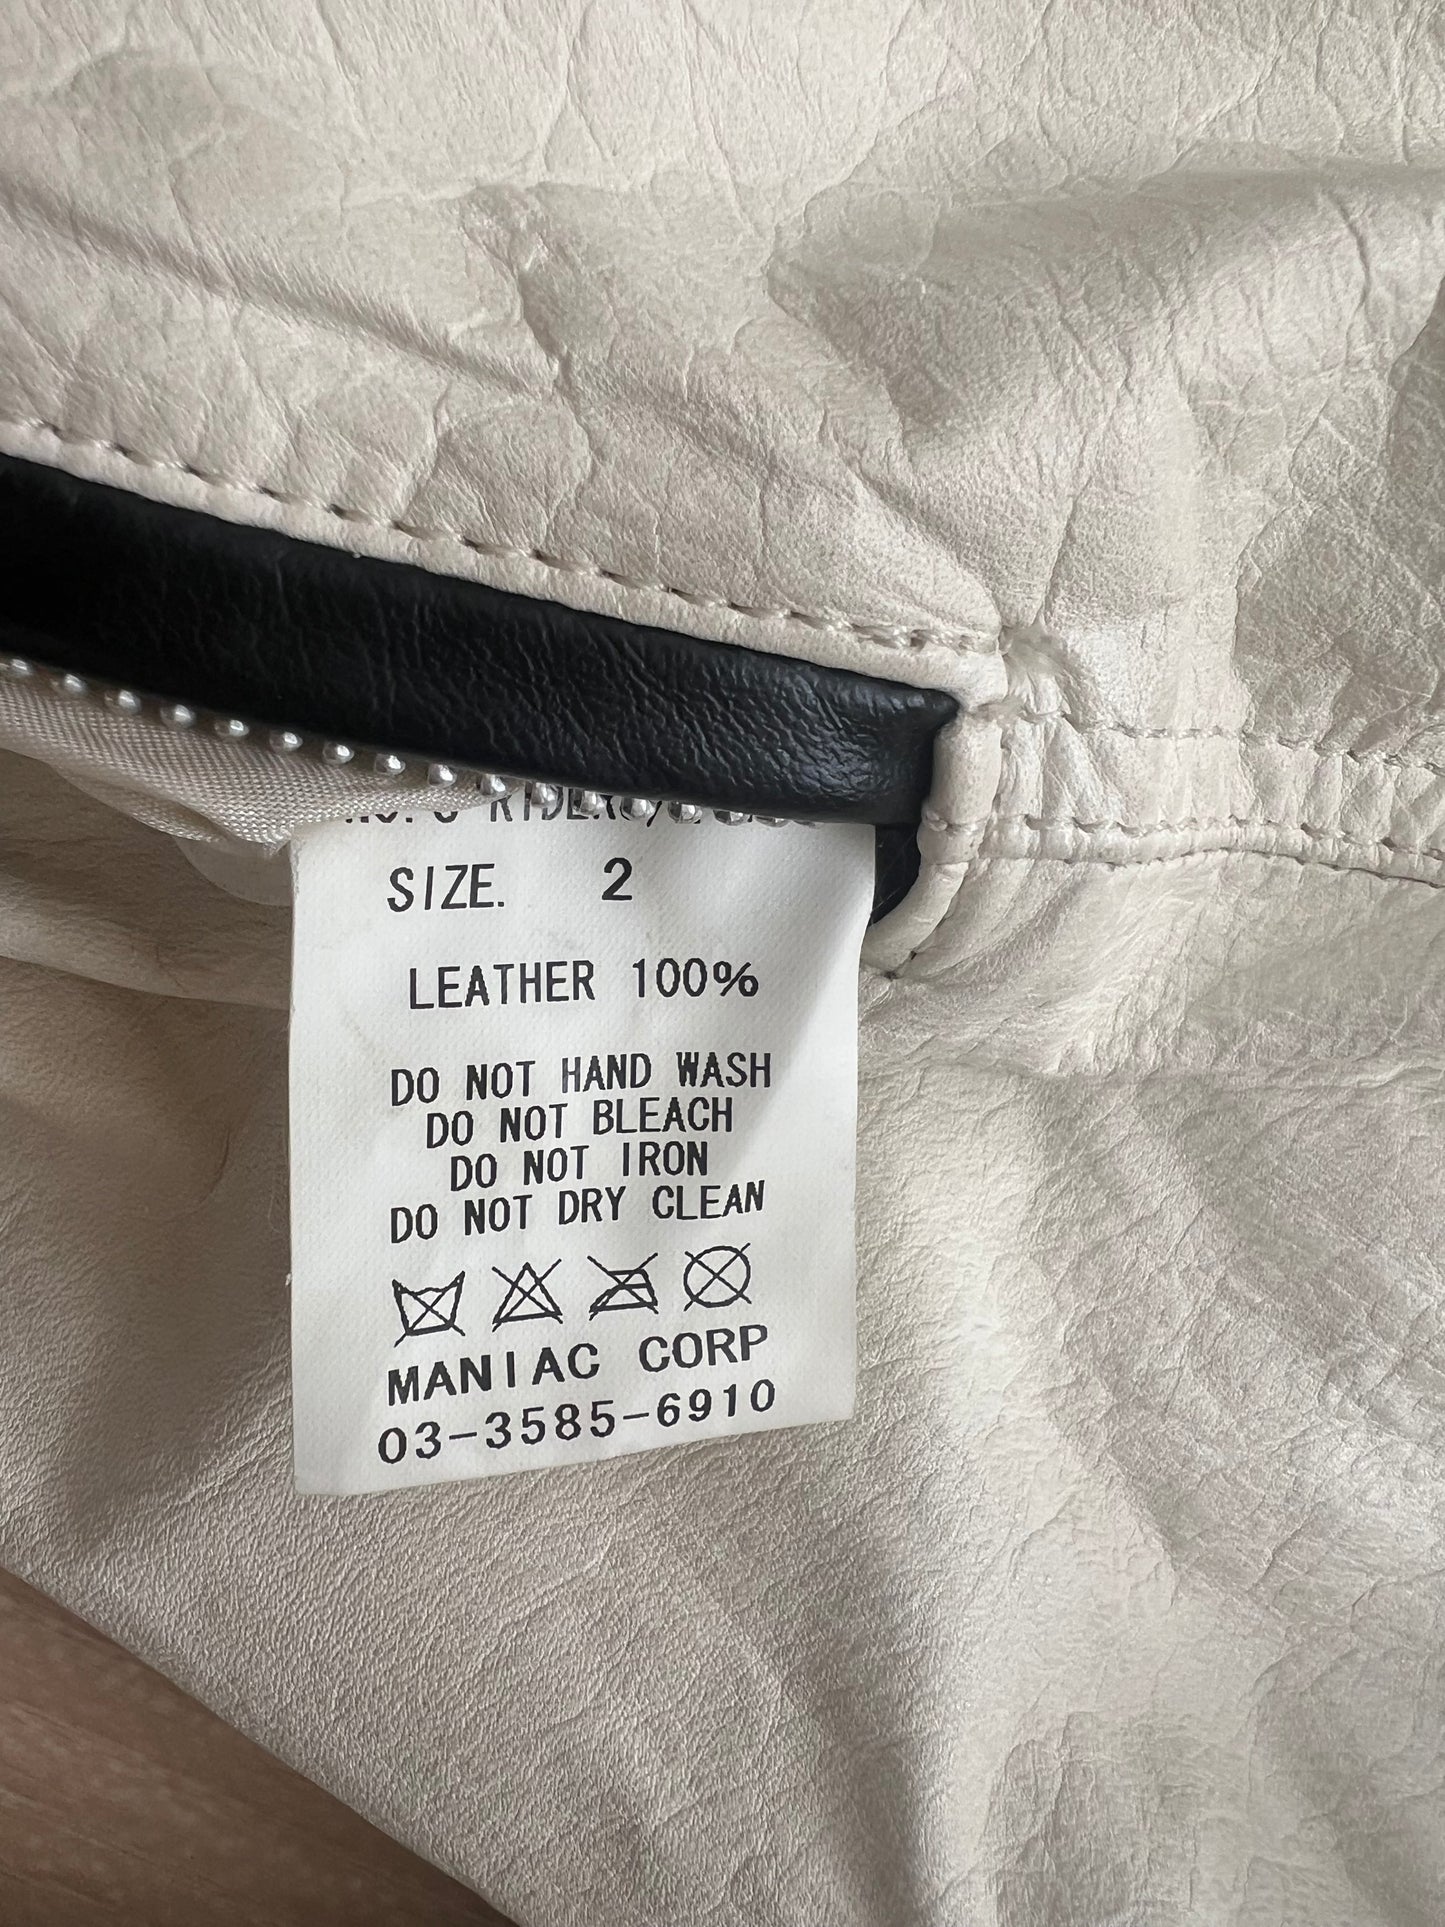 SIZE. 2
LEATHER 100%
DO NOT HAND WASH
DO NOT BLEACH
DO NOT IRON
DO NOT DRY CLEAN
MANIAC CORP
03-3585-6910